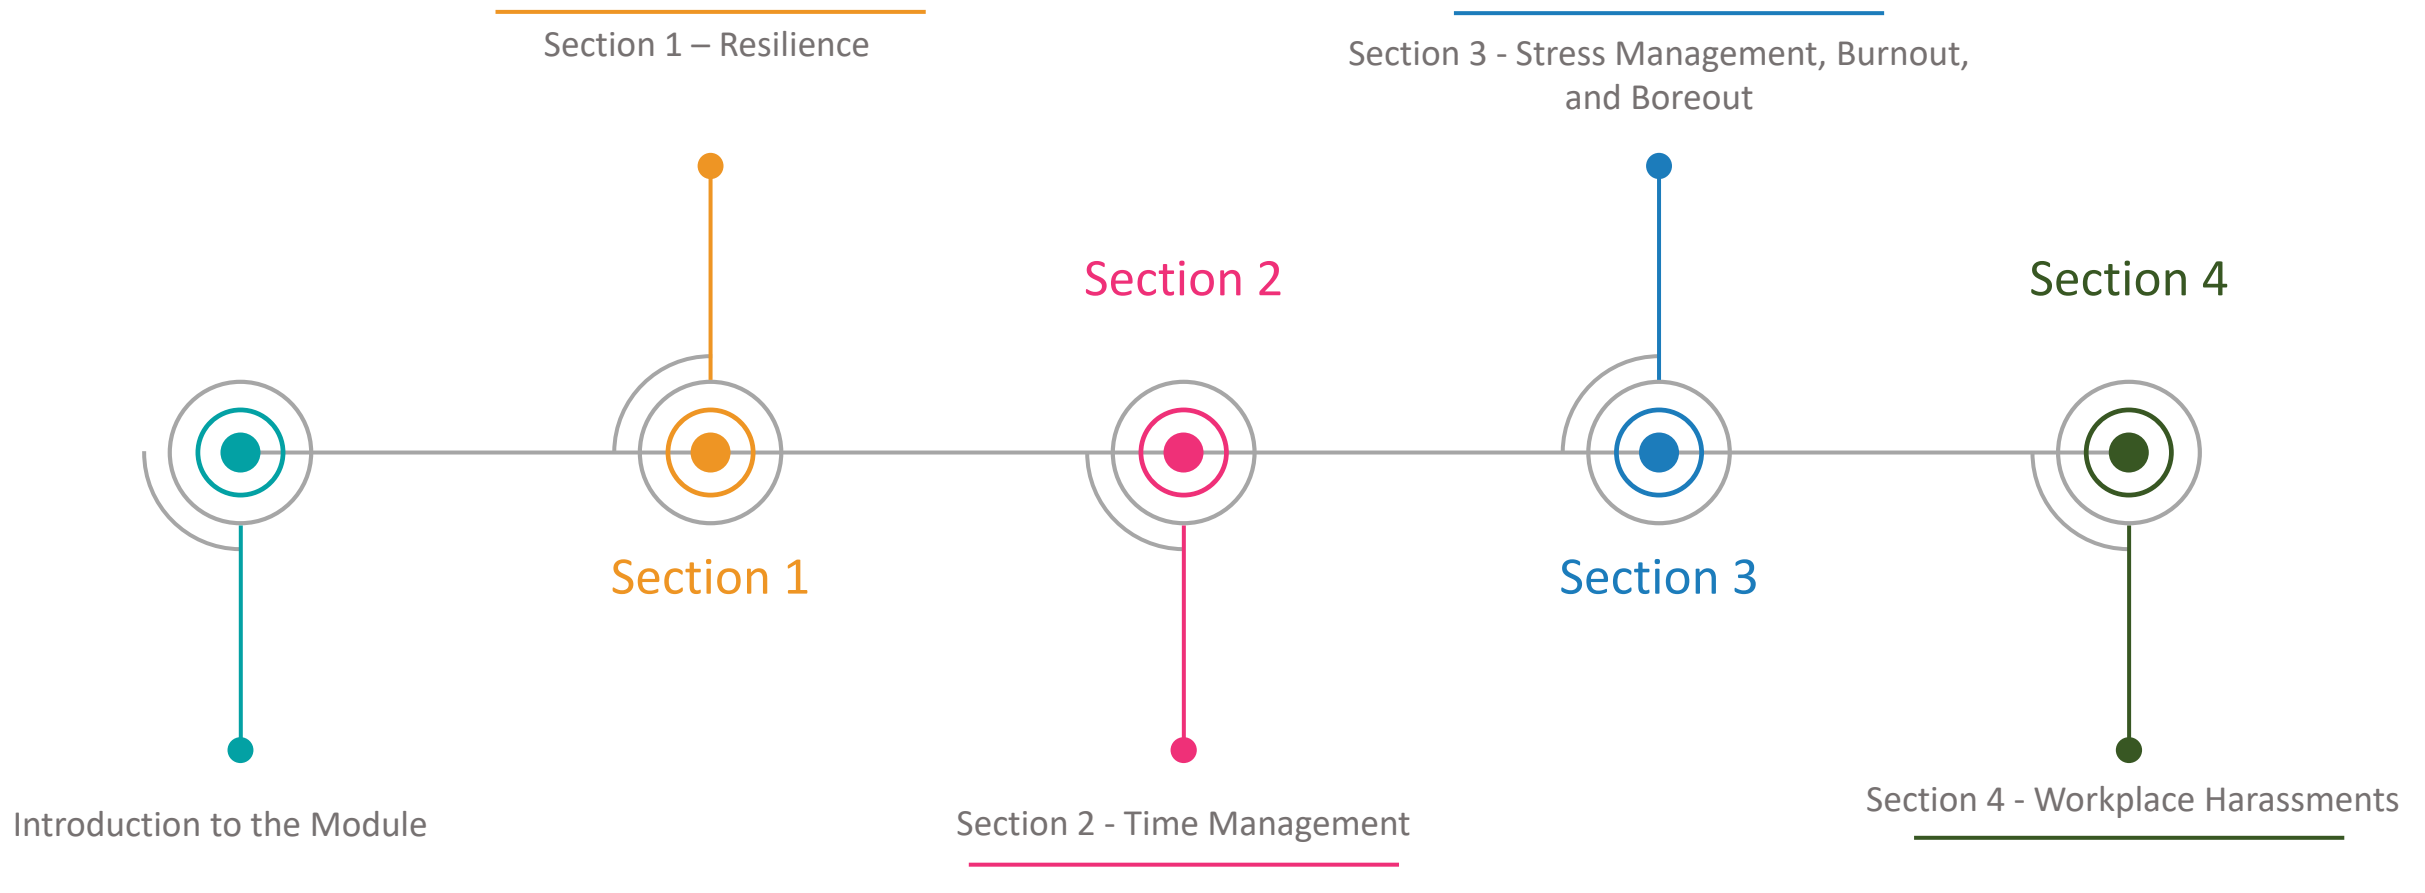 Section 1 – Resilience
Section 3 - Stress Management, Burnout,
and Boreout
Section 2
Section 4
Section 1
Section 3
Introduction to the Module
Section 2 - Time Management
Section 4 - Workplace Harassments